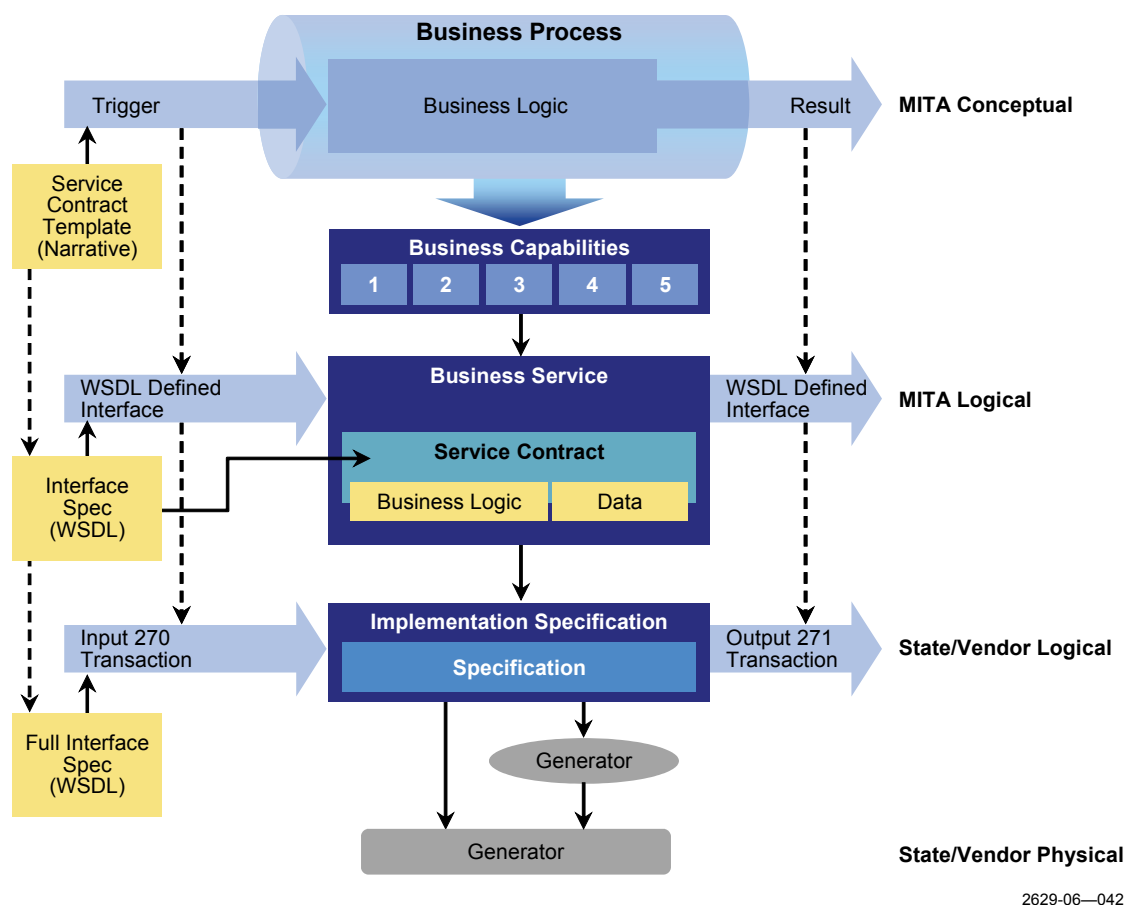 Business Process
Trigger
Business Logic
Result
MITA Conceptual
Service
Contract
Template
(Narrative)
Business Capabilities
1 2 3 4 5
WSDL Defined
Interface
Business Service
WSDL Defined
Interface
MITA Logical
Service Contract
Business Logic
Data
Interface
Spec
(WSDL)
Implementation Specification
Input 270
Transaction
Specification
Output 271
Transaction
State/Vendor Logical
Full Interface
Spec
(WSDL)
Generator
Generator
State/Vendor Physical
2629-06—042